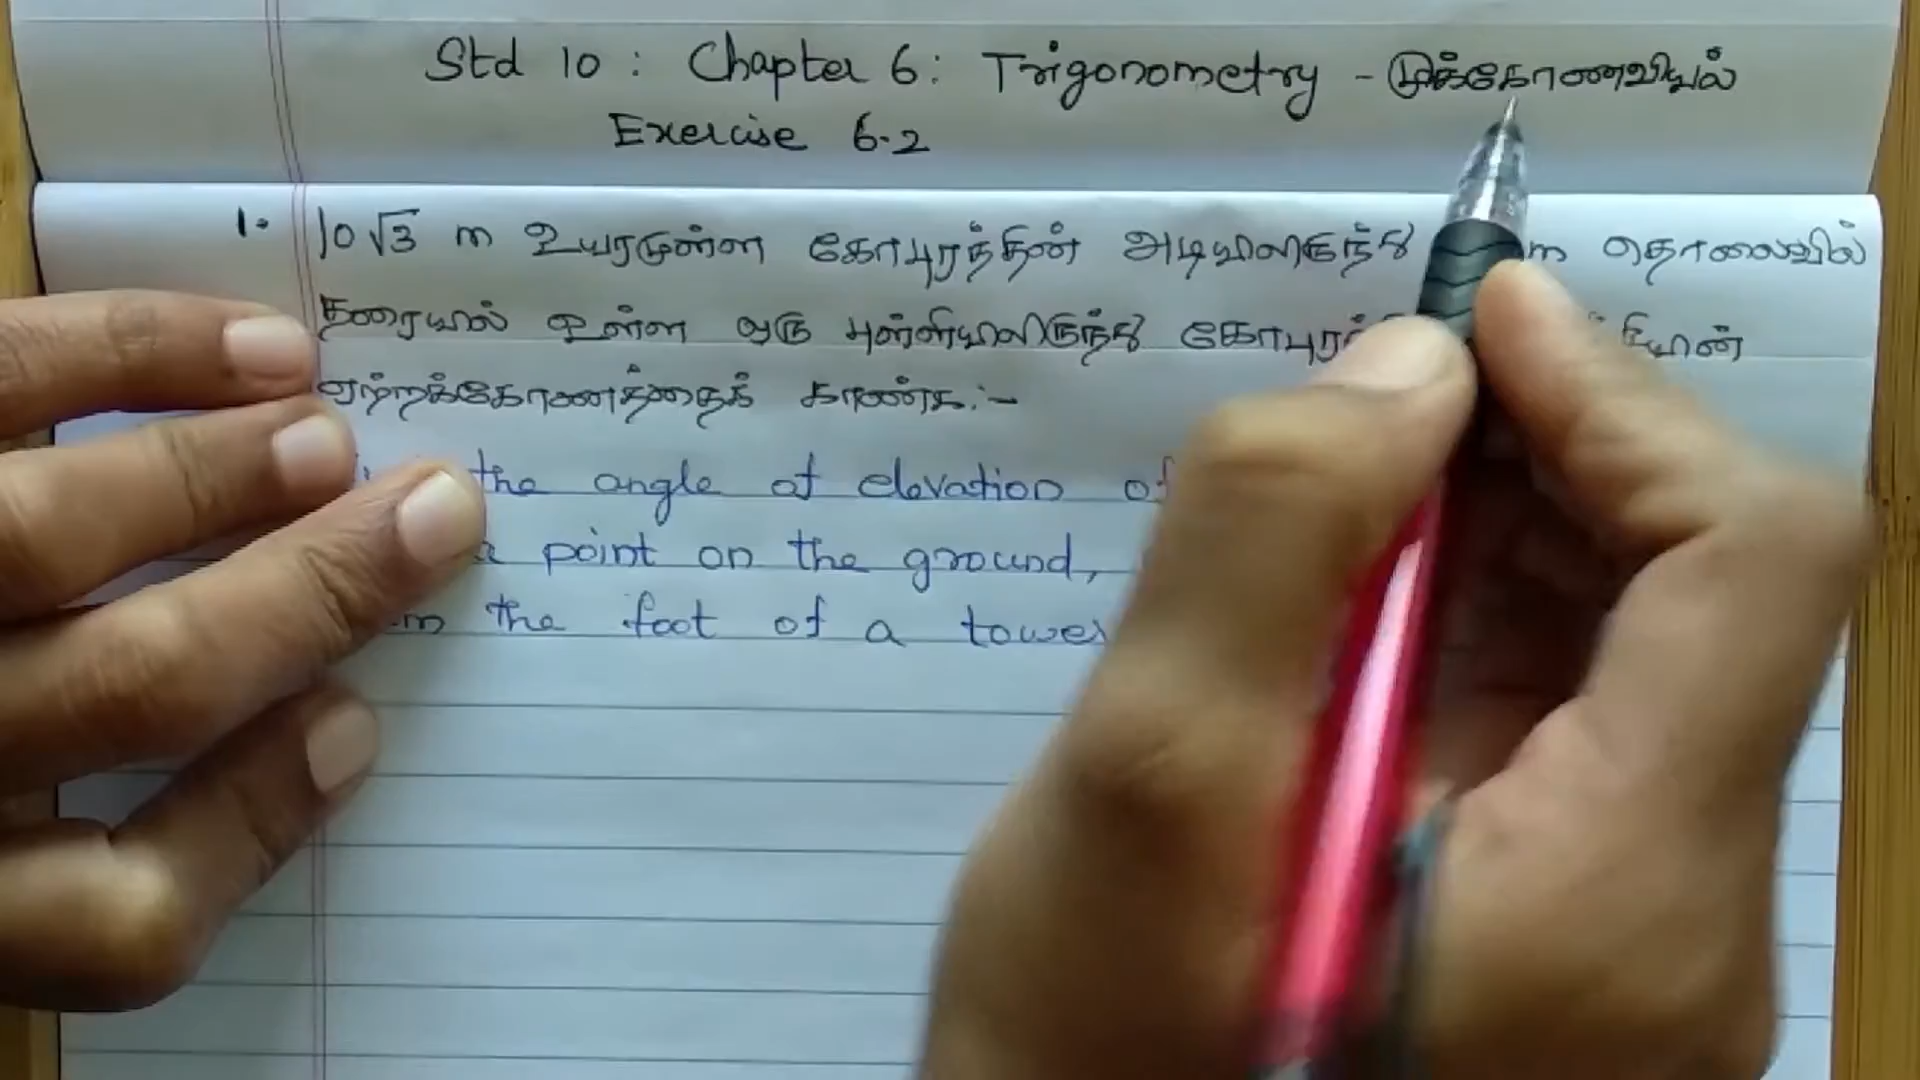 Std 10 : Chapter 6 : Trigonometry - முக்கோணவியல்
Exercise 6.2
1. 10√3 m உயரமுள்ள கோபுரத்தின் அடியிலிருந்து m தொலைவில்
தரையில் உள்ள ஒரு புள்ளியிலிருந்து
ஏற்றக்கோணத்தைக் காண்க:-
the angle of elevation of
point on the ground,
the foot of a tower